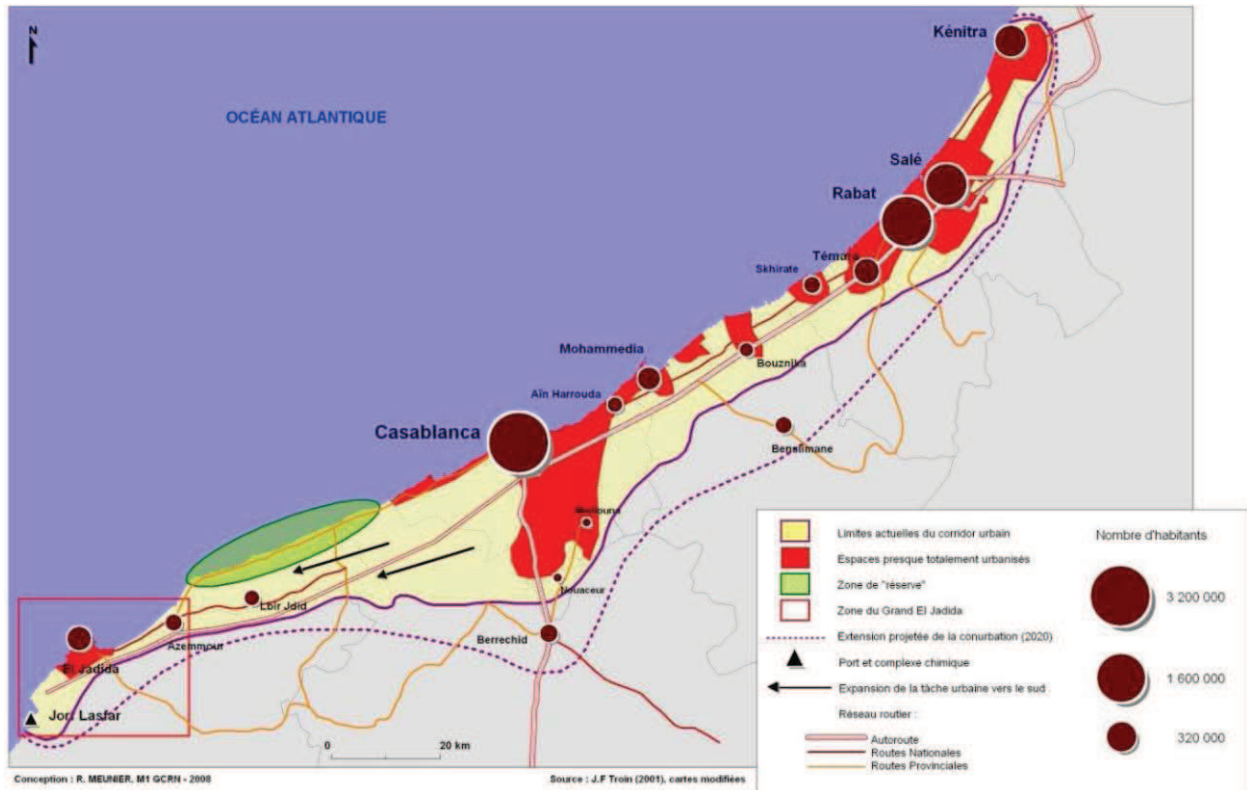 N
Kénitra
OCÉAN ATLANTIQUE
Salé
Rabat
Témara
Skhirate
Mohammedia
Bouznika
Aïn Harrouda
Casablanca
Benslimane
Mediouna
Nouaceur
Lbir Jdid
Azemmour
Berrechid
El Jadida
Jorf Lasfar
0 20 km
Limites actuelles du corridor urbain
Espaces presque totalement urbanisés
Zone de "réserve"
Zone du Grand El Jadida
Extension projetée de la conurbation (2020)
Port et complexe chimique
Expansion de la tâche urbaine vers le sud
Réseau routier :
Autoroute
Routes Nationales
Routes Provinciales
Nombre d'habitants
3 200 000
1 600 000
320 000
Conception : R. MEUNIER, M1 GCRN - 2008
Source : J.F Troin (2001), cartes modifiées